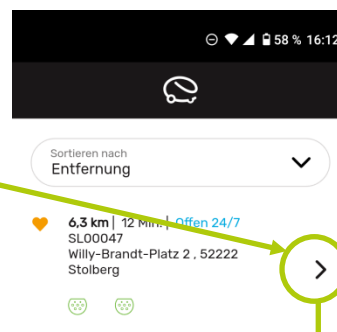 58 % 16:12
Sortieren nach
Entfernung
6,3 km | 12 Min. | Offen 24/7
SL00047
Willy-Brandt-Platz 2 , 52222
Stolberg